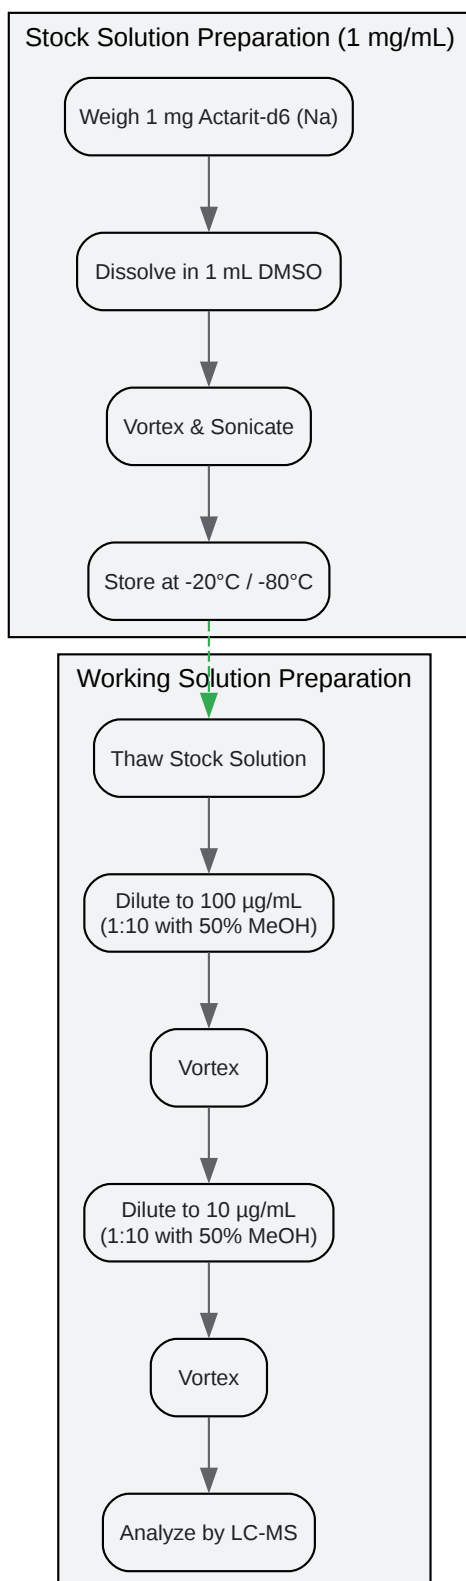 Stock Solution Preparation (1 mg/mL)
Weigh 1 mg Actarit-d6 (Na)
Dissolve in 1 mL DMSO
Vortex & Sonicate
Store at -20°C / -80°C
Working Solution Preparation
Thaw Stock Solution
Dilute to 100 µg/mL
(1:10 with 50% MeOH)
Vortex
Dilute to 10 µg/mL
(1:10 with 50% MeOH)
Vortex
Analyze by LC-MS